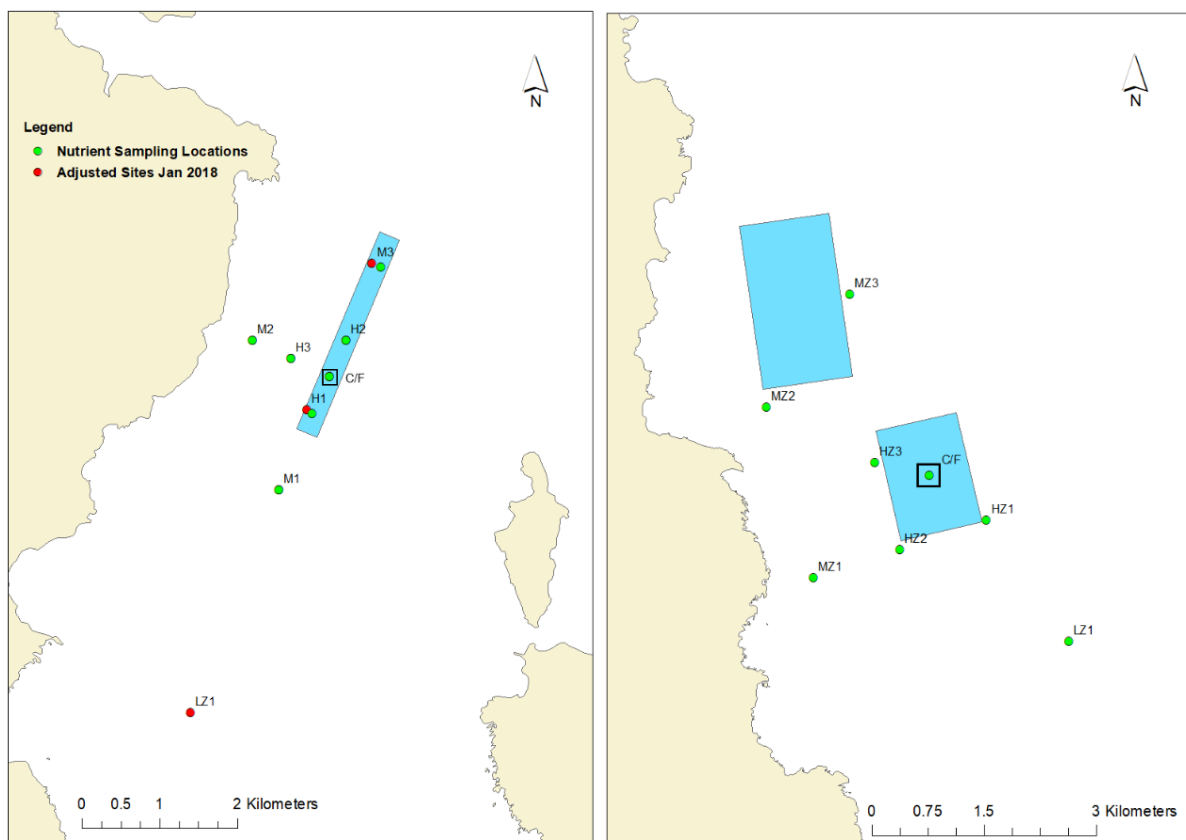 N
Legend
Nutrient Sampling Locations
Adjusted Sites Jan 2018
M3
M2
H2
H3
C/F
H1
M1
LZ1
0 0.5 1 2 Kilometers
N
MZ3
MZ2
HZ3
C/F
HZ1
HZ2
MZ1
LZ1
0 0.75 1.5 3 Kilometers